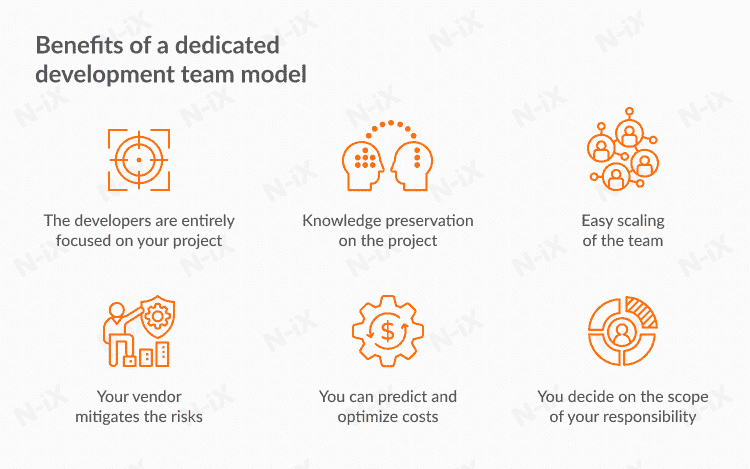 Benefits of a dedicated
development team model
The developers are entirely
focused on your project
Knowledge preservation
on the project
Easy scaling
of the team
$
Your vendor
mitigates the risks
You can predict and
optimize costs
You decide on the scope
of your responsibility
N-iX